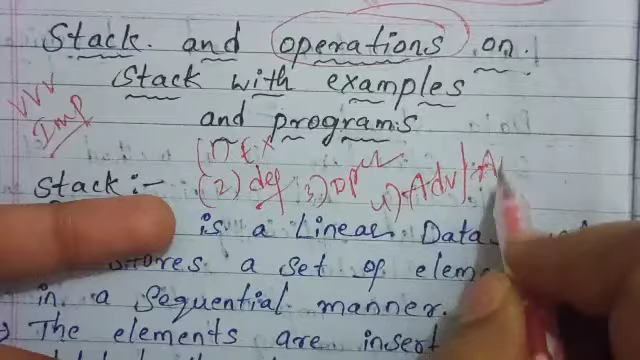 Stack and operations on
Stack with examples
and programs
VVV Imp
(2) def 3) op 4) Adv
Stack :-
is a Linear Data
stores a set of elem
in a sequential manner.
The elements are insert